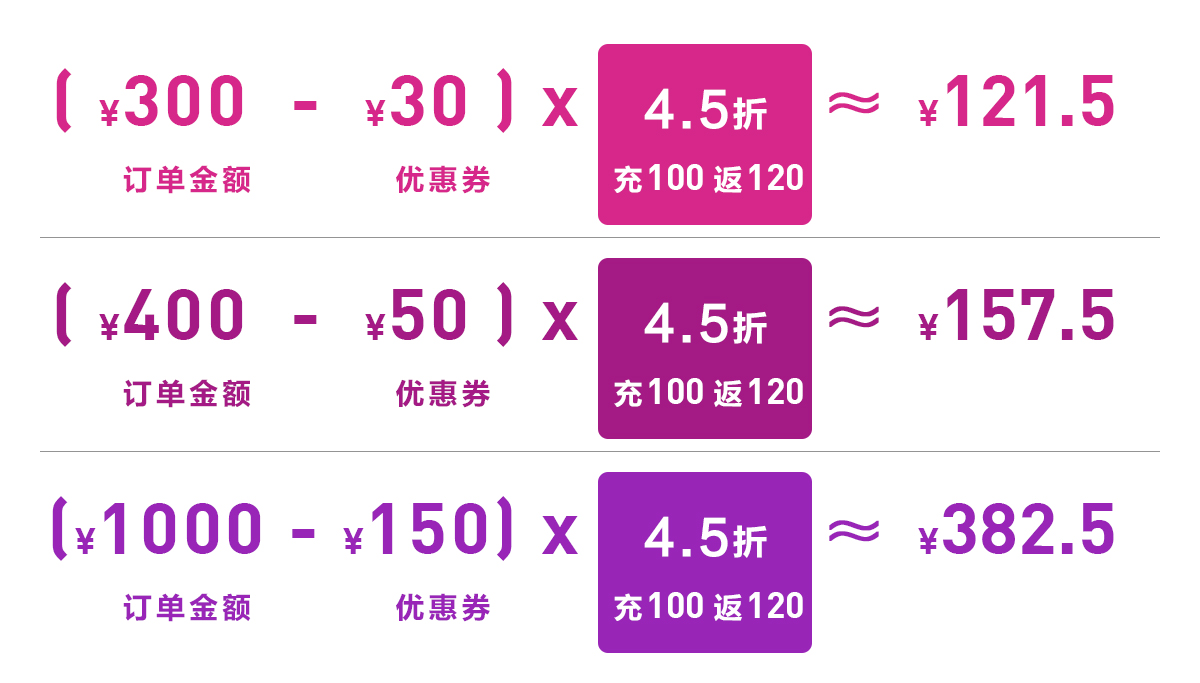 ( ¥300 - ¥30 ) x 4.5折 ≈ ¥121.5
订单金额 优惠券 充100 返120
( ¥400 - ¥50 ) x 4.5折 ≈ ¥157.5
订单金额 优惠券 充100 返120
(¥1000 - ¥150) x 4.5折 ≈ ¥382.5
订单金额 优惠券 充100 返120